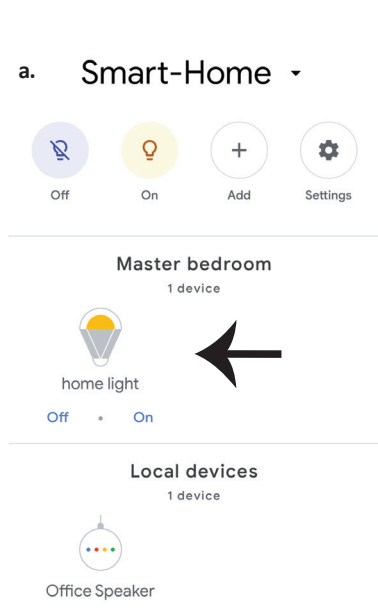 a. Smart-Home
Off On Add Settings
Master bedroom
1 device
home light
Off • On
Local devices
1 device
Office Speaker